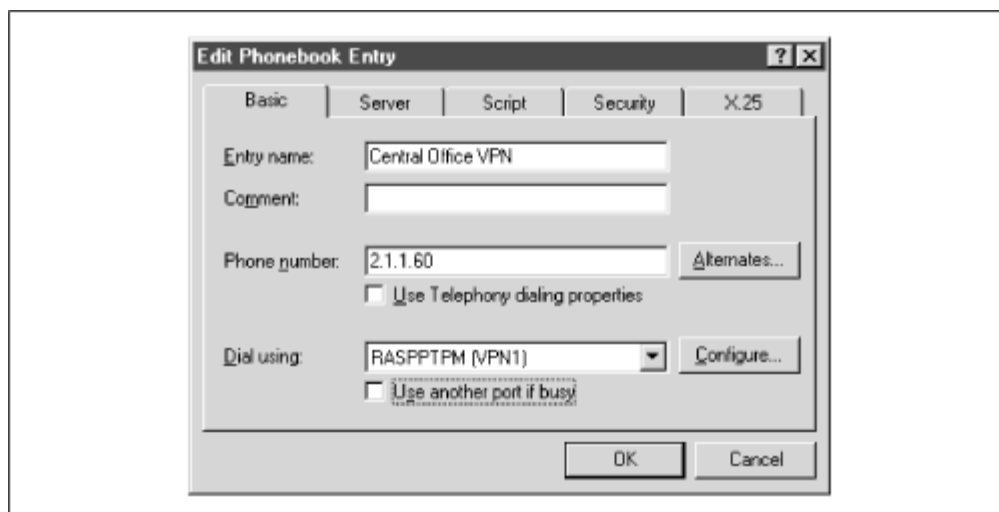 Edit Phonebook Entry
Basic Server Script Security X.25
Entry name: Central Office VPN
Comment:
Phone number: 2.1.1.60 Alternates...
Use Telephony dialing properties
Dial using: RASPPTPM (VPN1) Configure...
Use another port if busy
OK Cancel